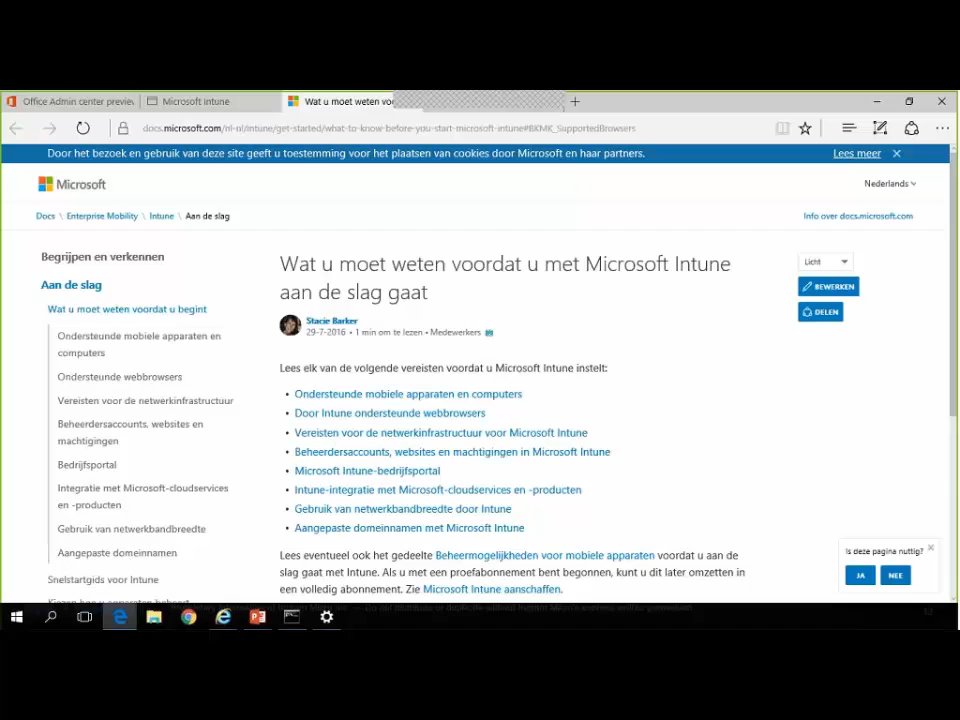 Office Admin center previe
Microsoft Intune
Wat u moet weten vo
docs.microsoft.com/nl-nl/intune/get-started/what-to-know-before-you-start-microsoft-intune#BKMK_SupportedBrowsers
Door het bezoek en gebruik van deze site geeft u toestemming voor het plaatsen van cookies door Microsoft en haar partners.
Lees meer
Microsoft
Nederlands
Docs \ Enterprise Mobility \ Intune \ Aan de slag
Info over docs.microsoft.com
Begrijpen en verkennen
Aan de slag
Wat u moet weten voordat u begint
Ondersteunde mobiele apparaten en
computers
Ondersteunde webbrowsers
Vereisten voor de netwerkinfrastructuur
Beheerdersaccounts, websites en
machtigingen
Bedrijfsportal
Integratie met Microsoft-cloudservices
en -producten
Gebruik van netwerkbandbreedte
Aangepaste domeinnamen
Snelstartgids voor Intune
Wat u moet weten voordat u met Microsoft Intune
aan de slag gaat
Stacie Barker
29-7-2016 • 1 min om te lezen • Medewerkers
Lees elk van de volgende vereisten voordat u Microsoft Intune instelt:
• Ondersteunde mobiele apparaten en computers
• Door Intune ondersteunde webbrowsers
• Vereisten voor de netwerkinfrastructuur voor Microsoft Intune
• Beheerdersaccounts, websites en machtigingen in Microsoft Intune
• Microsoft Intune-bedrijfsportal
• Intune-integratie met Microsoft-cloudservices en -producten
• Gebruik van netwerkbandbreedte door Intune
• Aangepaste domeinnamen met Microsoft Intune
Lees eventueel ook het gedeelte Beheermogelijkheden voor mobiele apparaten voordat u aan de
slag gaat met Intune. Als u met een proefabonnement bent begonnen, kunt u dit later omzetten in
een volledig abonnement. Zie Microsoft Intune aanschaffen.
Licht
BEWERKEN
DELEN
Is deze pagina nuttig?
JA
NEE